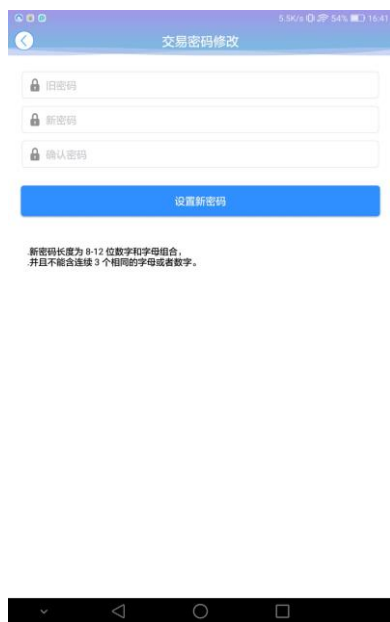 5.5K/s 54% 16:41
交易密码修改
旧密码
新密码
确认密码
设置新密码
.新密码长度为 8-12 位数字和字母组合，
.并且不能含连续 3 个相同的字母或者数字。